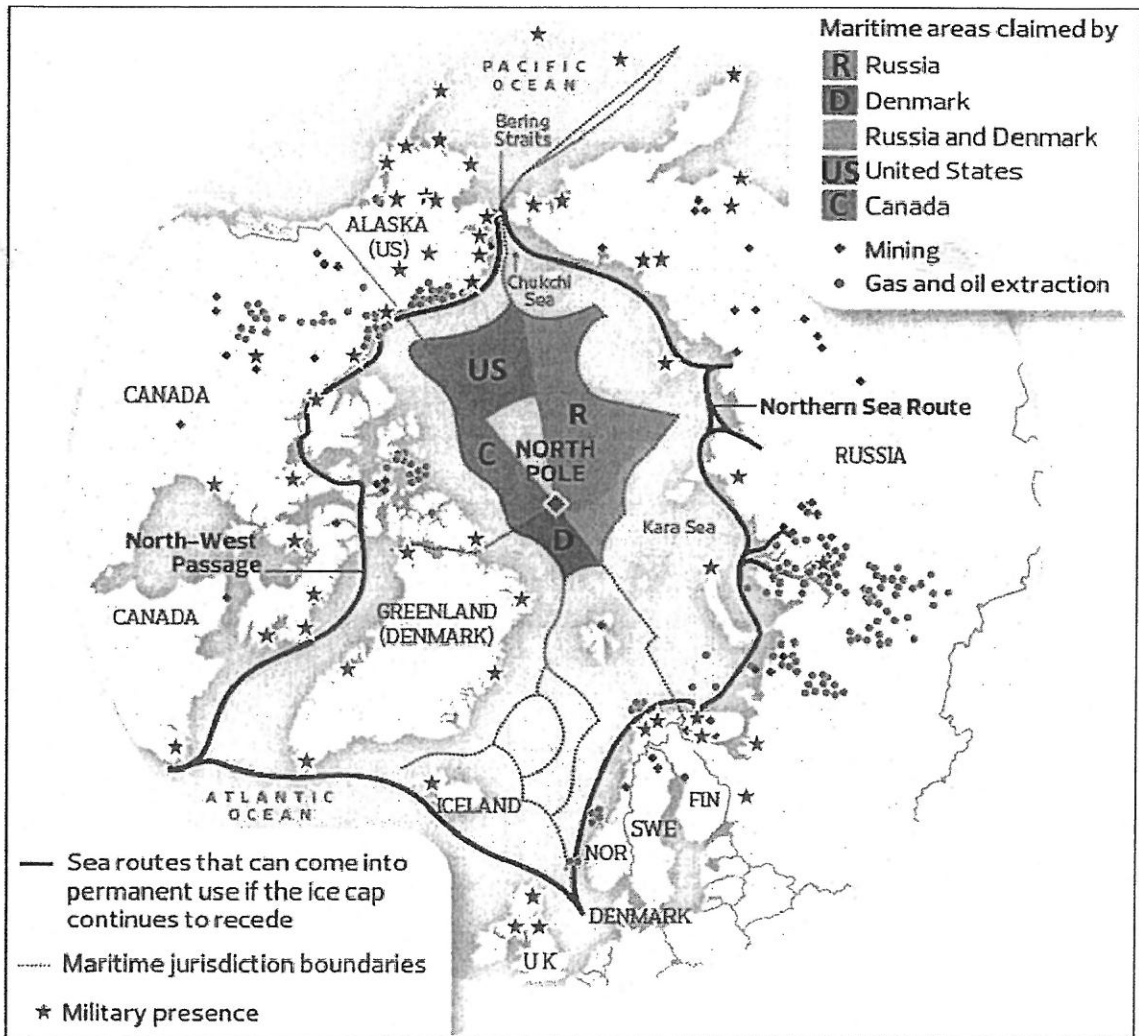 Maritime areas claimed by
R Russia
D Denmark
Russia and Denmark
US United States
C Canada
Mining
Gas and oil extraction
PACIFIC
OCEAN
Bering
Straits
ALASKA
(US)
Chukchi
Sea
US
R
CANADA
Northern Sea Route
C
NORTH
POLE
RUSSIA
D
Kara Sea
North-West
Passage
CANADA
GREENLAND
(DENMARK)
ATLANTIC
OCEAN
ICELAND
FIN
SWE
NOR
DENMARK
UK
Sea routes that can come into
permanent use if the ice cap
continues to recede
Maritime jurisdiction boundaries
Military presence